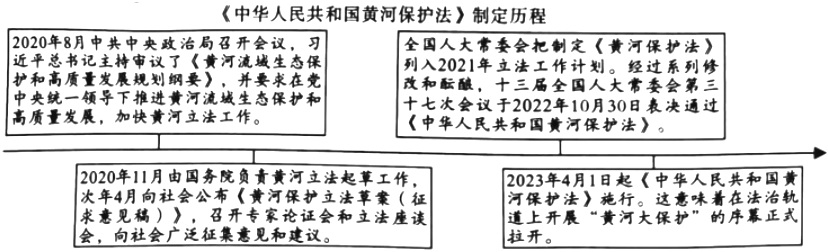 《中华人民共和国黄河保护法》制定历程
2020年8月中共中央政治局召开会议，习
近平总书记主持审议了《黄河流域生态保
护和高质量发展规划纲要》，并要求在党
中央统一领导下推进黄河流域生态保护和
高质量发展，加快黄河立法工作。
全国人大常委会把制定《黄河保护法》
列入2021年立法工作计划。经过系列修
改和酝酿，十三届全国人大常委会第三
十七次会议于2022年10月30日表决通过
《中华人民共和国黄河保护法》。
2020年11月由国务院负责黄河立法起草工作，
次年4月向社会公布《黄河保护立法草案（征
求意见稿）》，召开专家论证会和立法座谈
会，向社会广泛征集意见和建议。
2023年4月1日起《中华人民共和国黄
河保护法》施行。这意味着在法治轨
道上开展“黄河大保护”的序幕正式
拉开。